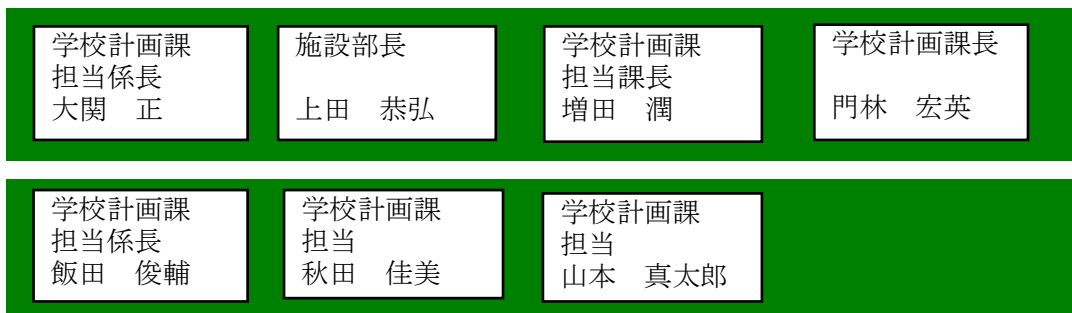 学校計画課
担当係長
大関　正
施設部長
上田　恭弘
学校計画課
担当課長
増田　潤
学校計画課長
門林　宏英
学校計画課
担当係長
飯田　俊輔
学校計画課
担当
秋田　佳美
学校計画課
担当
山本　真太郎